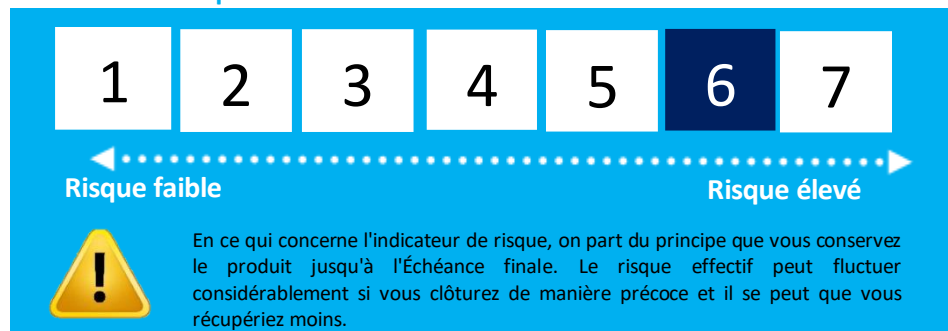 1 2 3 4 5 6 7
Risque faible Risque élevé
En ce qui concerne l'indicateur de risque, on part du principe que vous conservez
le produit jusqu'à l'Échéance finale. Le risque effectif peut fluctuer
considérablement si vous clôturez de manière précoce et il se peut que vous
récupériez moins.